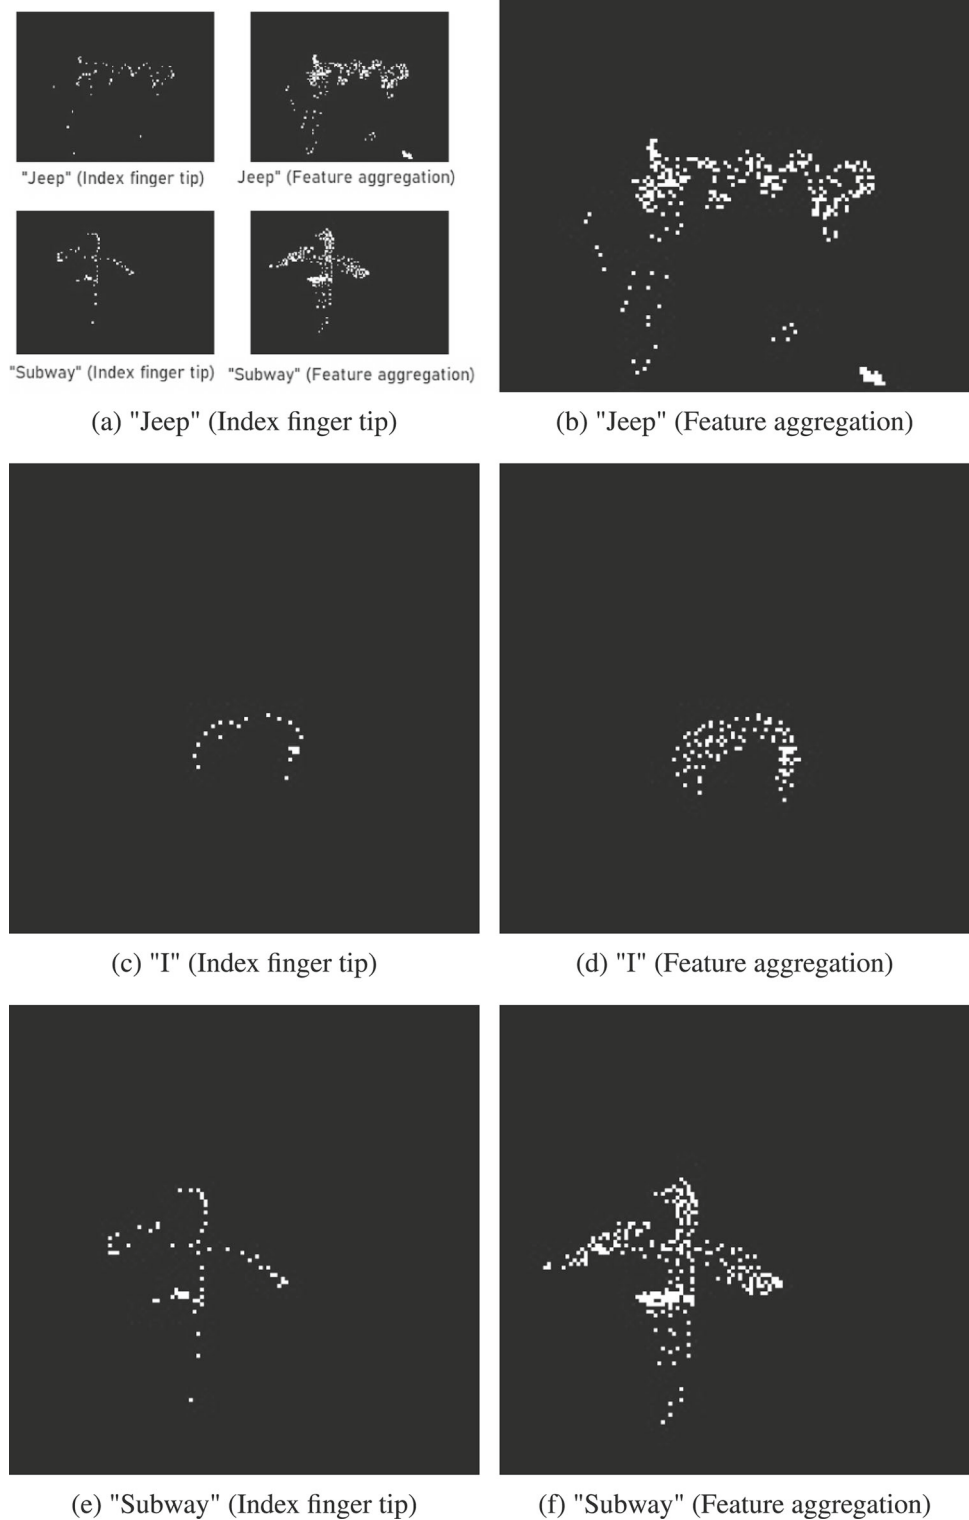 "Jeep" (Index finger tip) Jeep" (Feature aggregation)
"Subway" (Index finger tip) "Subway" (Feature aggregation)
(a) "Jeep" (Index finger tip) (b) "Jeep" (Feature aggregation)
(c) "I" (Index finger tip) (d) "I" (Feature aggregation)
(e) "Subway" (Index finger tip) (f) "Subway" (Feature aggregation)